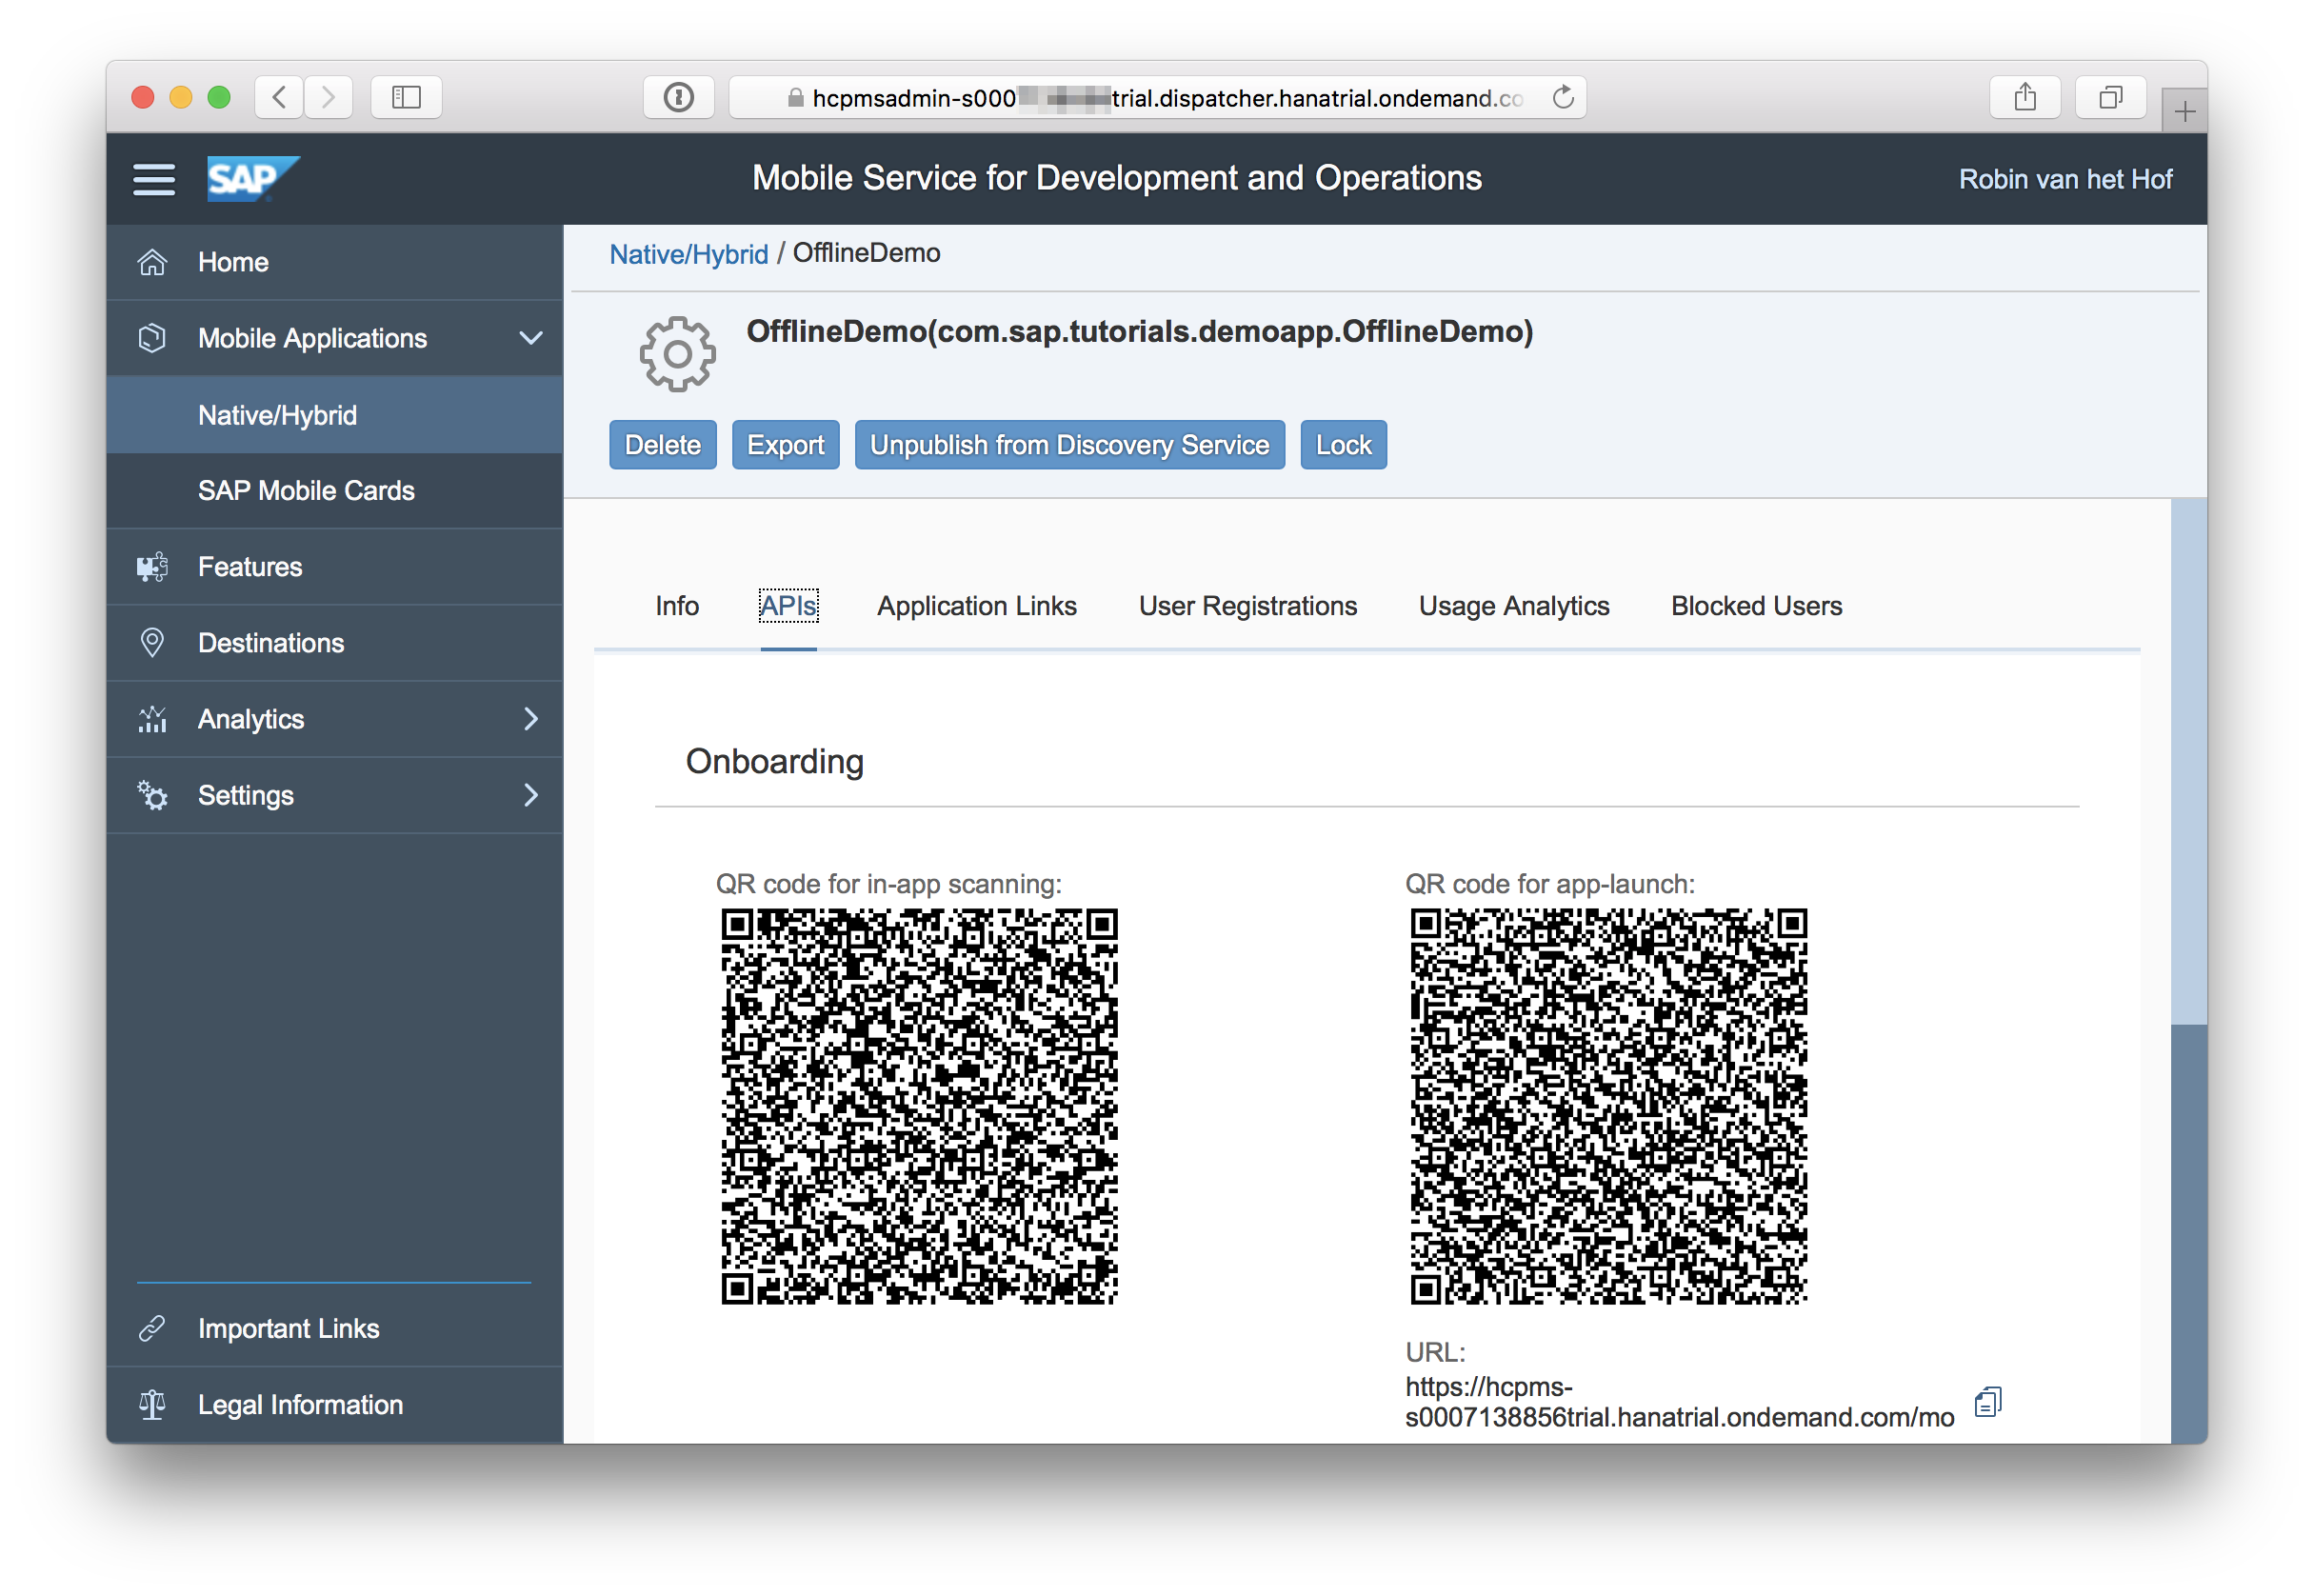 hcpmsadmin-s000 trial.dispatcher.hanatrial.ondemand.co
SAP
Mobile Service for Development and Operations
Robin van het Hof
Home
Mobile Applications
Native/Hybrid
SAP Mobile Cards
Features
Destinations
Analytics
Settings
Important Links
Legal Information
Native/Hybrid / OfflineDemo
OfflineDemo(com.sap.tutorials.demoapp.OfflineDemo)
Delete Export Unpublish from Discovery Service Lock
Info APIs Application Links User Registrations Usage Analytics Blocked Users
Onboarding
QR code for in-app scanning:
QR code for app-launch:
URL:
https://hcpms-
s0007138856trial.hanatrial.ondemand.com/mo